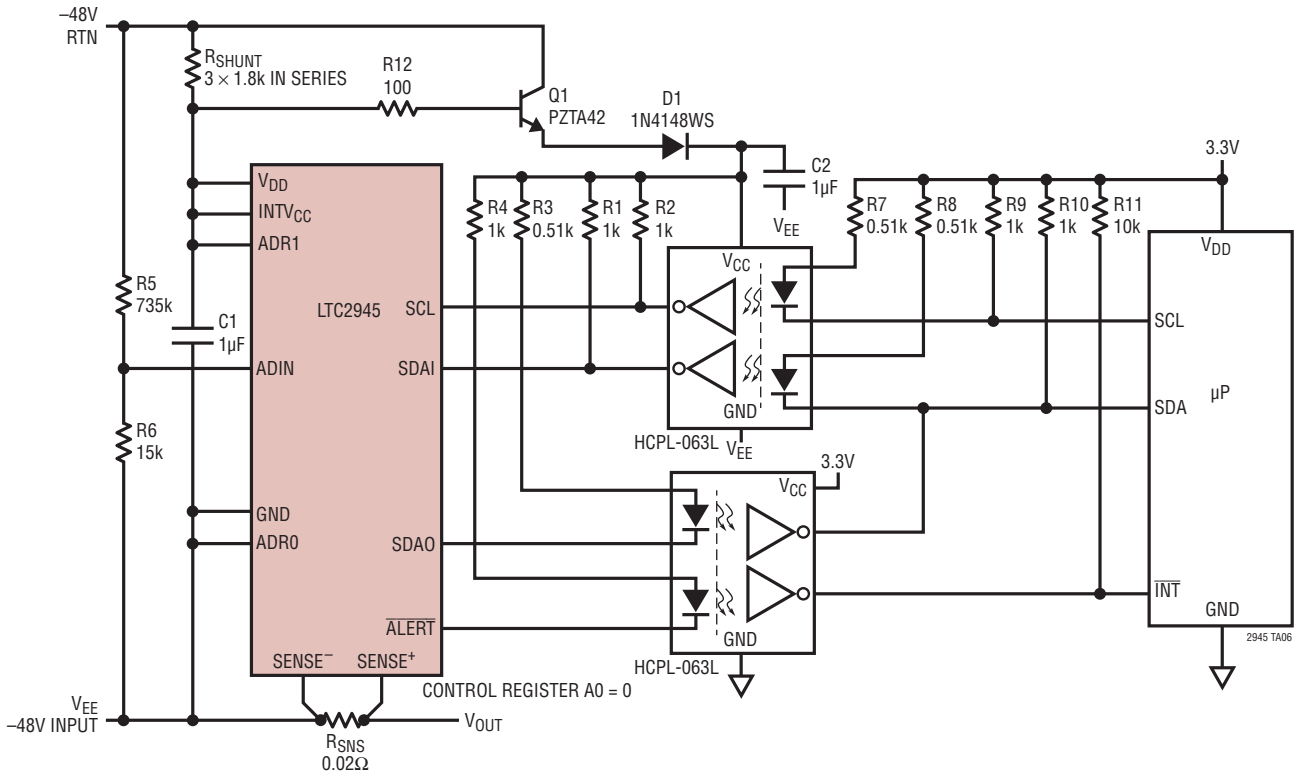 –48V
RTN
RSHUNT
3 × 1.8k IN SERIES
R12
100
Q1
PZTA42
D1
1N4148WS
C2
1µF
VEE
3.3V
R4
1k
R3
0.51k
R1
1k
R2
1k
R7
0.51k
R8
0.51k
R9
1k
R10
1k
R11
10k
VDD
INTVCC
ADR1
LTC2945
SCL
SDAI
ADIN
GND
ADR0
SDAO
ALERT
SENSE–
SENSE+
R5
735k
C1
1µF
R6
15k
VCC
GND
HCPL-063L
VEE
3.3V
VCC
GND
HCPL-063L
VDD
SCL
SDA
µP
INT
GND
2945 TA06
CONTROL REGISTER A0 = 0
VEE
–48V INPUT
RSNS
0.02Ω
VOUT